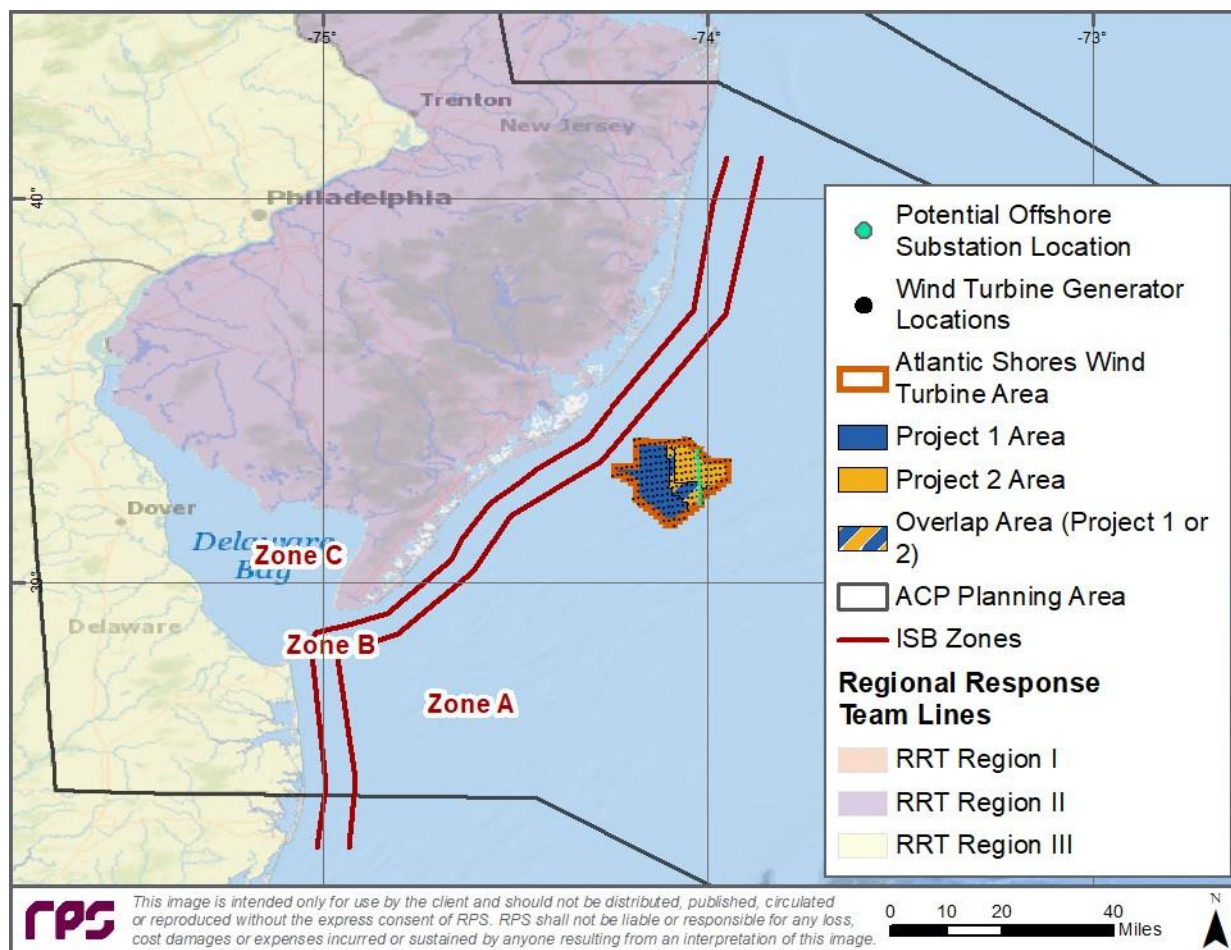 -75°
-74°
-73°
40°
39°
Trenton
New Jersey
Philadelphia
Dover
Delaware
Bay
Delaware
Zone C
Zone B
Zone A
Potential Offshore
Substation Location
Wind Turbine Generator
Locations
Atlantic Shores Wind
Turbine Area
Project 1 Area
Project 2 Area
Overlap Area (Project 1 or
2)
ACP Planning Area
ISB Zones
Regional Response
Team Lines
RRT Region I
RRT Region II
RRT Region III
rps
This image is intended only for use by the client and should not be distributed, published, circulated
or reproduced without the express consent of RPS. RPS shall not be liable or responsible for any loss,
cost damages or expenses incurred or sustained by anyone resulting from an interpretation of this image.
0 10 20 40
Miles
N